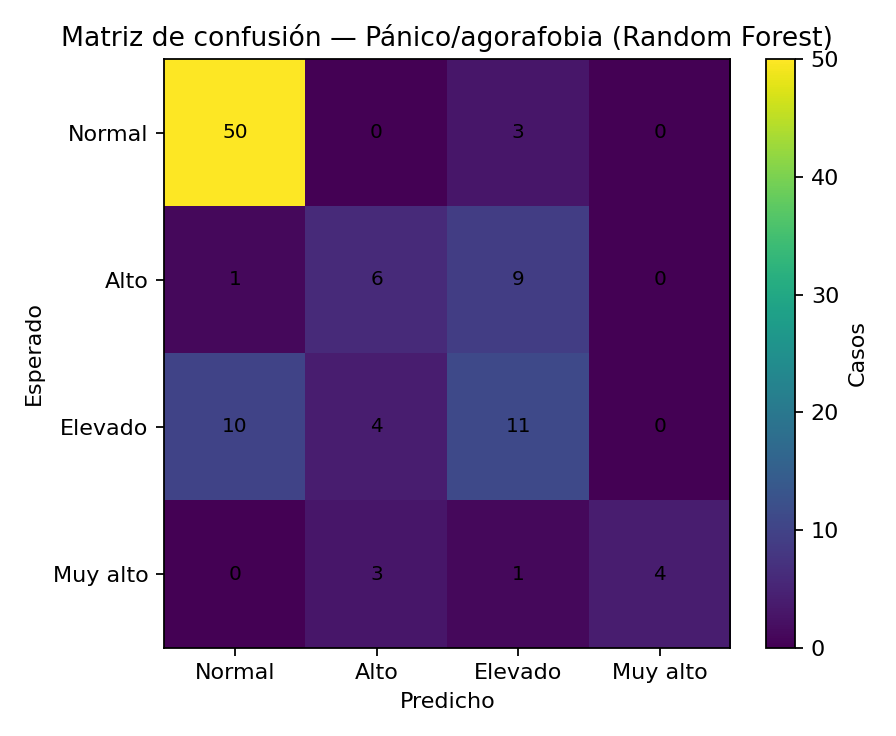 Matriz de confusión — Pánico/agorafobia (Random Forest)
Normal 50 0 3 0
Alto 1 6 9 0
Elevado 10 4 11 0
Muy alto 0 3 1 4
Normal Alto Elevado Muy alto
Predicho
Esperado
50
40
30
20
10
0
Casos